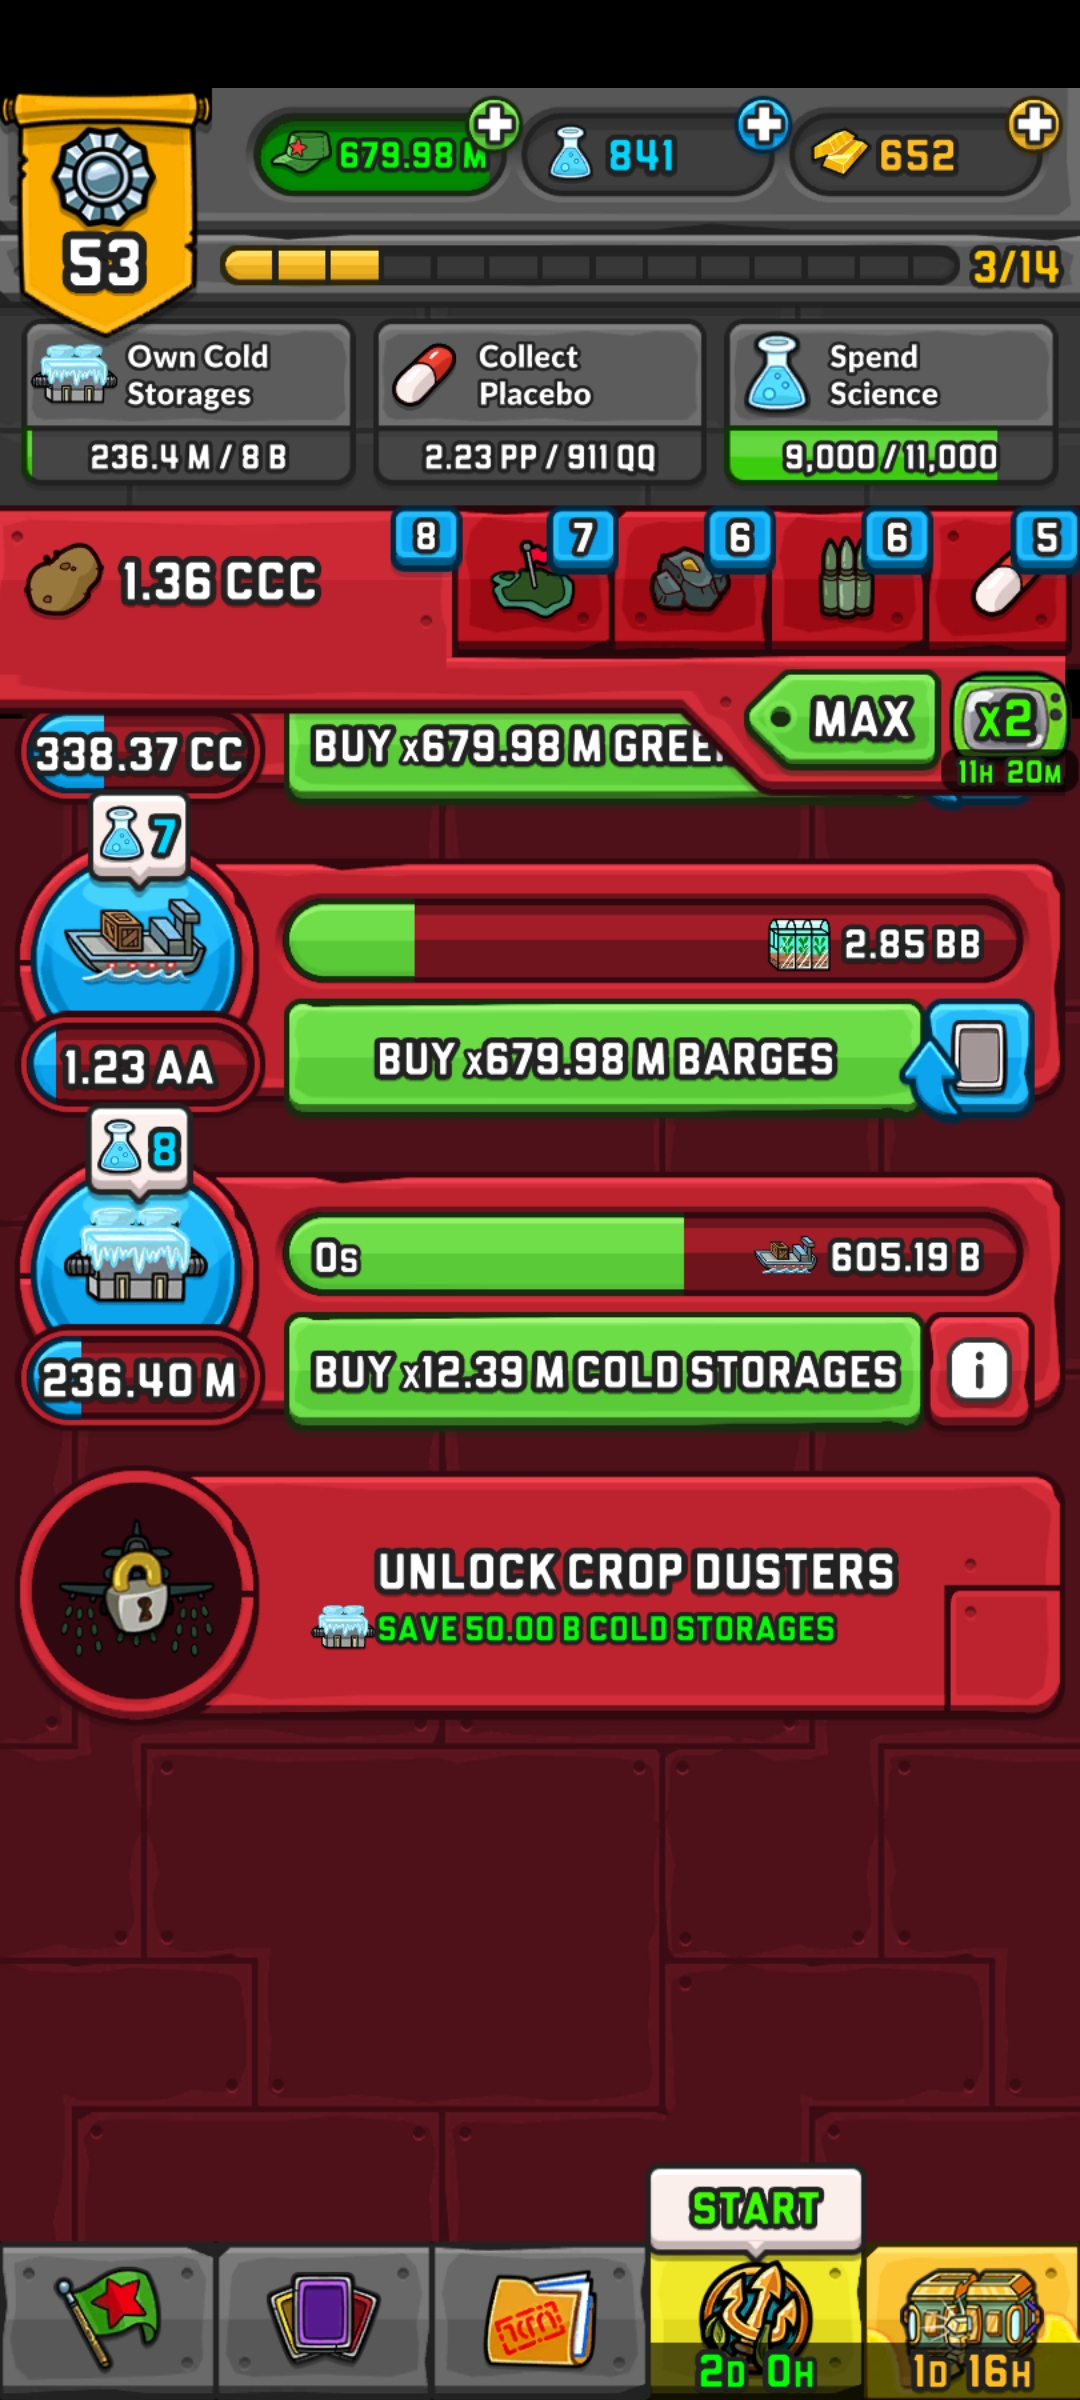 53
679.98 M
841
652
3/14
Own Cold
Storages
236.4 M / 8 B
Collect
Placebo
2.23 PP / 911 QQ
Spend
Science
9,000 / 11,000
1.36 CCC
8
7
6
6
5
MAX
x2
11H 20M
338.37 CC
BUY x679.98 M GREE
7
2.85 BB
1.23 AA
BUY x679.98 M BARGES
8
0s
605.19 B
236.40 M
BUY x12.39 M COLD STORAGES
i
UNLOCK CROP DUSTERS
SAVE 50.00 B COLD STORAGES
START
2D 0H
1D 16H